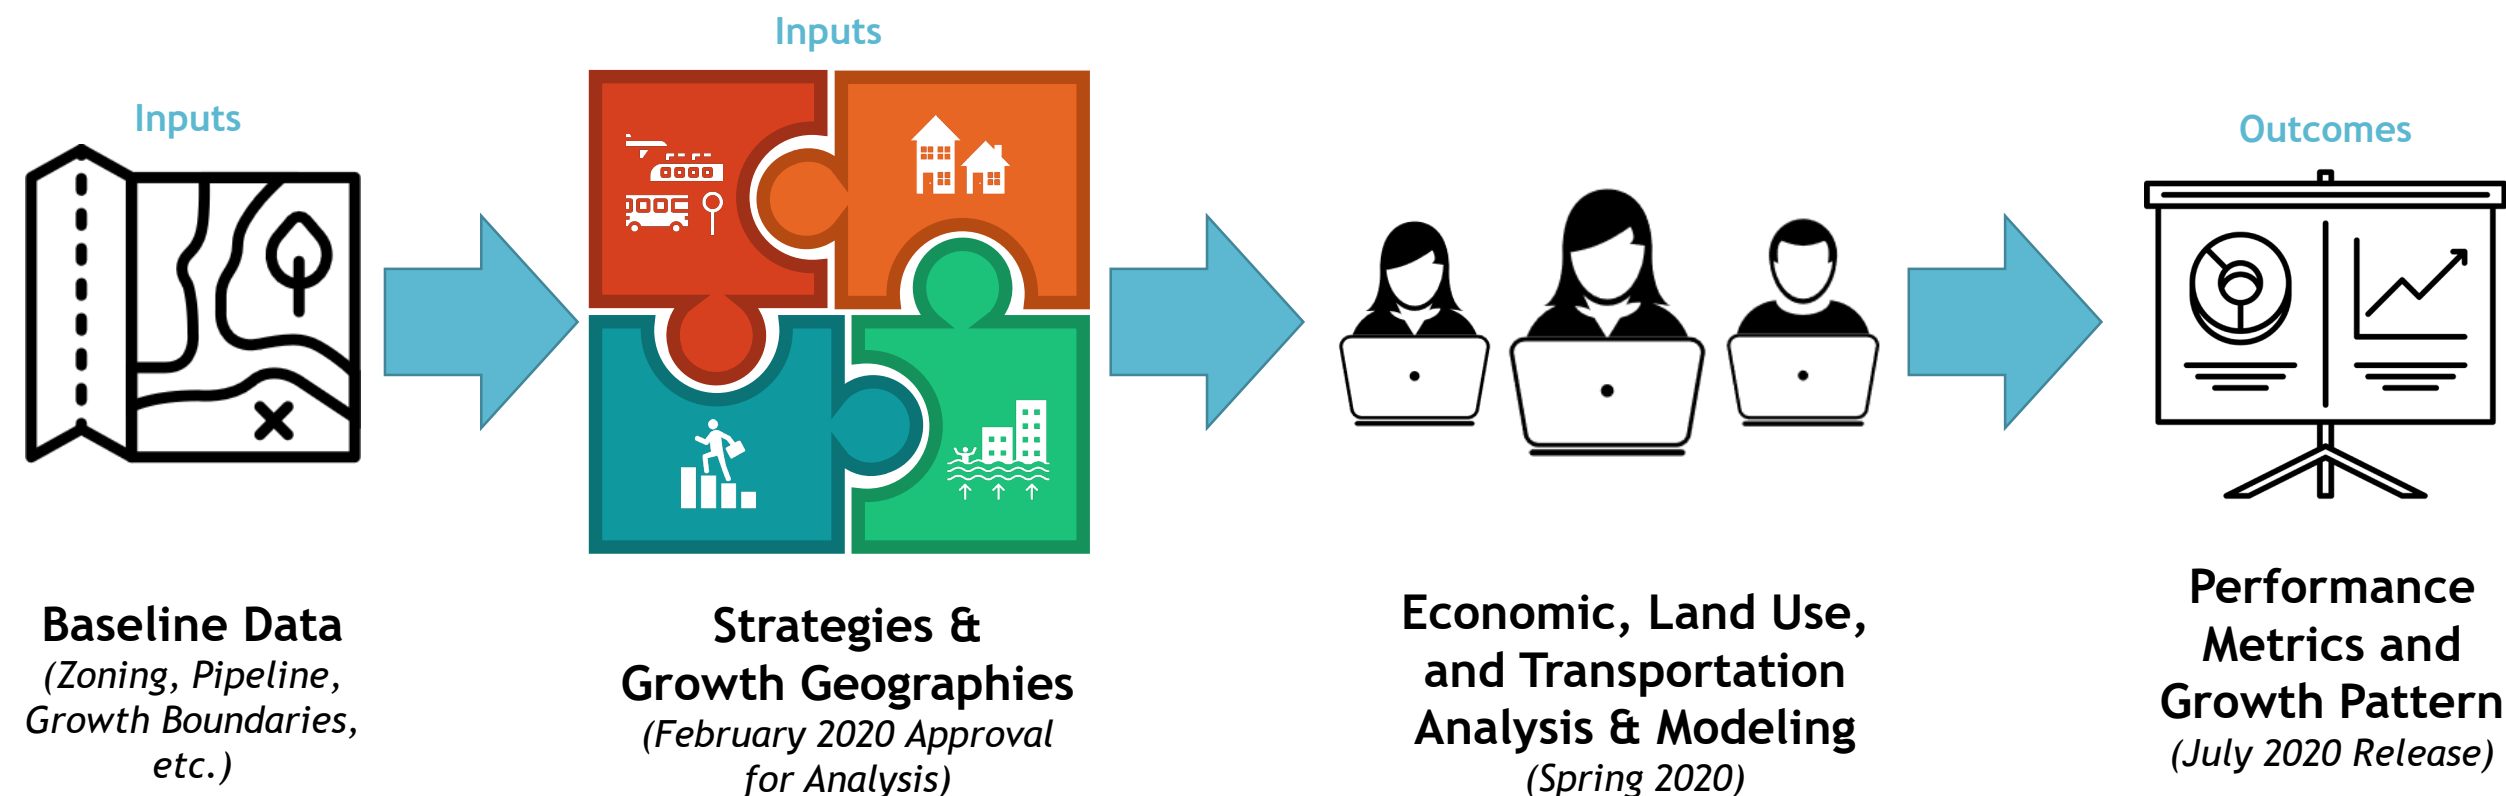 Inputs
Baseline Data
(Zoning, Pipeline,
Growth Boundaries,
etc.)
Inputs
Strategies &
Growth Geographies
(February 2020 Approval
for Analysis)
Economic, Land Use,
and Transportation
Analysis & Modeling
(Spring 2020)
Outcomes
Performance
Metrics and
Growth Pattern
(July 2020 Release)